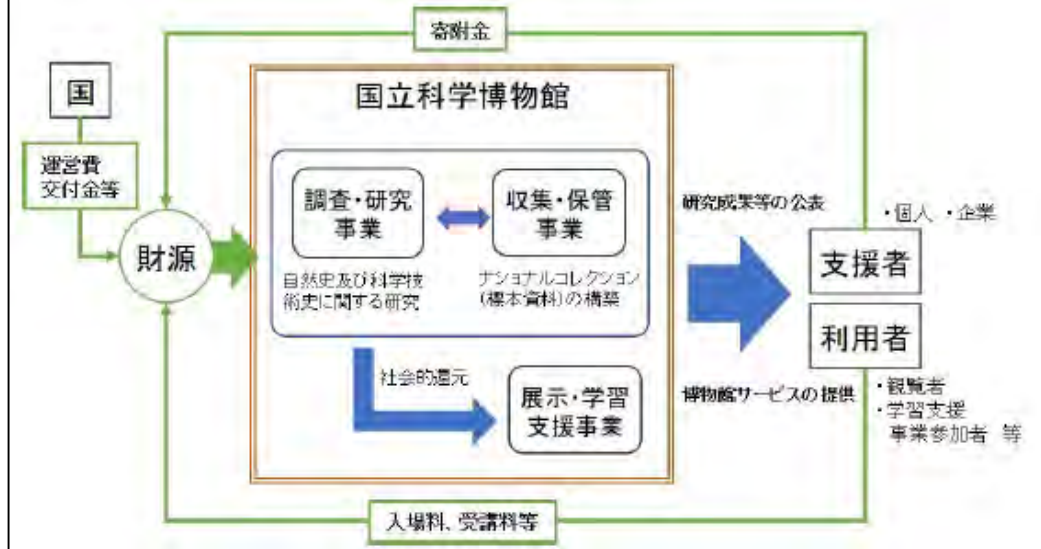 寄附金
国
国立科学博物館
運営費
交付金等
財源
調査・研究
事業
収集・保管
事業
自然史及び科学技
術史に関する研究
ナショナルコレクション
(標本資料)の構築
社会的還元
展示・学習
支援事業
研究成果等の公表
・個人 ・企業
支援者
利用者
博物館サービスの提供
・観覧者
・学習支援
事業参加者 等
入場料、受講料等